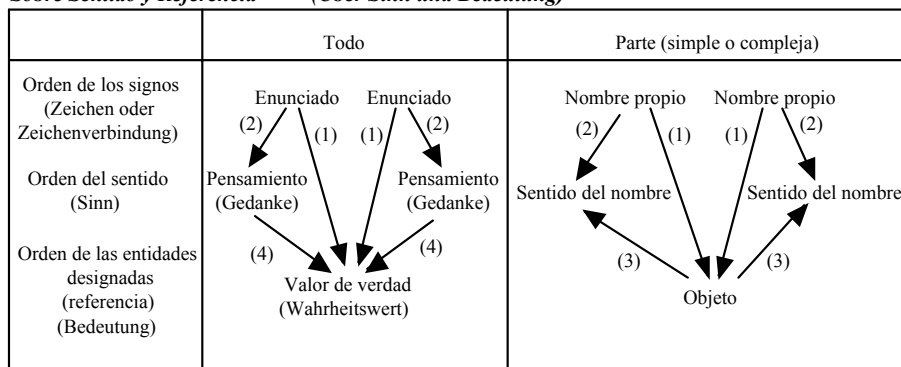 Sobre Sentido y Referencia (Über Sinn und Bedeutung)
Todo
Parte (simple o compleja)
Orden de los signos
(Zeichen oder
Zeichenverbindung)
Enunciado Enunciado
(2) (1) (1) (2)
Nombre propio Nombre propio
(2) (1) (1) (2)
Orden del sentido
(Sinn)
Pensamiento Pensamiento
(Gedanke) (Gedanke)
Sentido del nombre Sentido del nombre
Orden de las entidades
designadas
(referencia)
(Bedeutung)
(4) (4)
Valor de verdad
(Wahrheitswert)
(3) (3)
Objeto